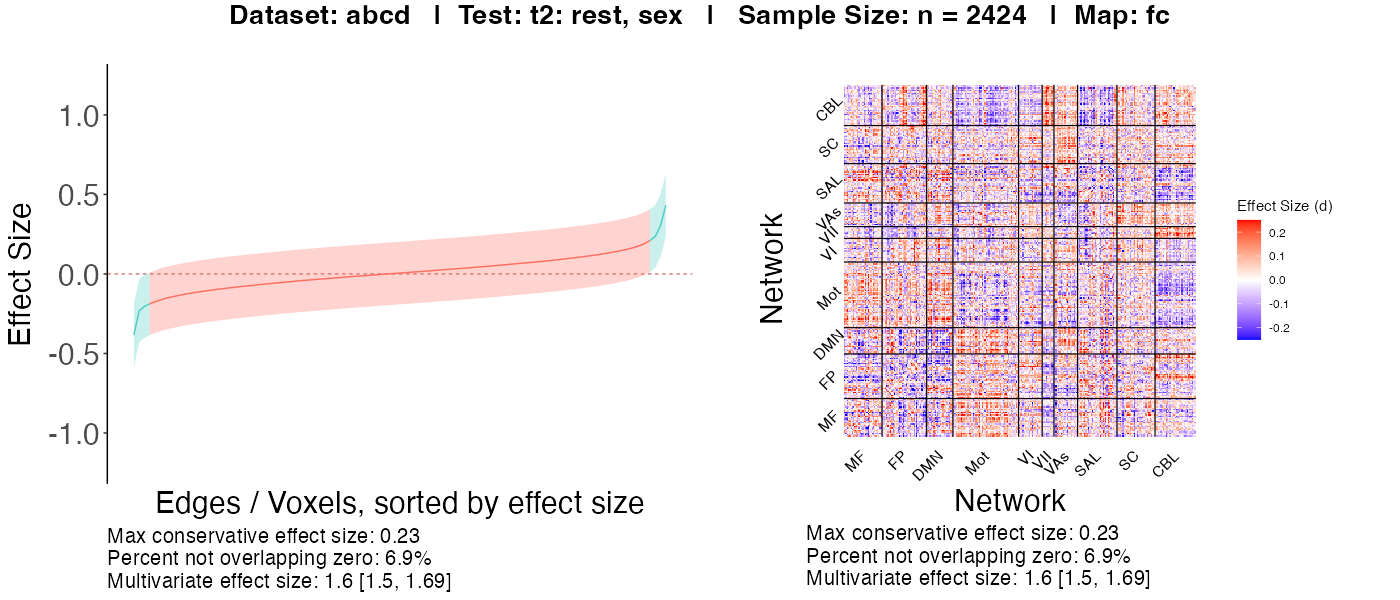 Dataset: abcd | Test: t2: rest, sex | Sample Size: n = 2424 | Map: fc
Effect Size
1.0
0.5
0.0
-0.5
-1.0
Edges / Voxels, sorted by effect size
Max conservative effect size: 0.23
Percent not overlapping zero: 6.9%
Multivariate effect size: 1.6 [1.5, 1.69]
Network
CBL
SC
SAL
VAs
VII
VI
Mot
DMN
FP
MF
MF
FP
DMN
Mot
VI
VII
VAs
SAL
SC
CBL
Network
Max conservative effect size: 0.23
Percent not overlapping zero: 6.9%
Multivariate effect size: 1.6 [1.5, 1.69]
Effect Size (d)
0.2
0.1
0.0
-0.1
-0.2